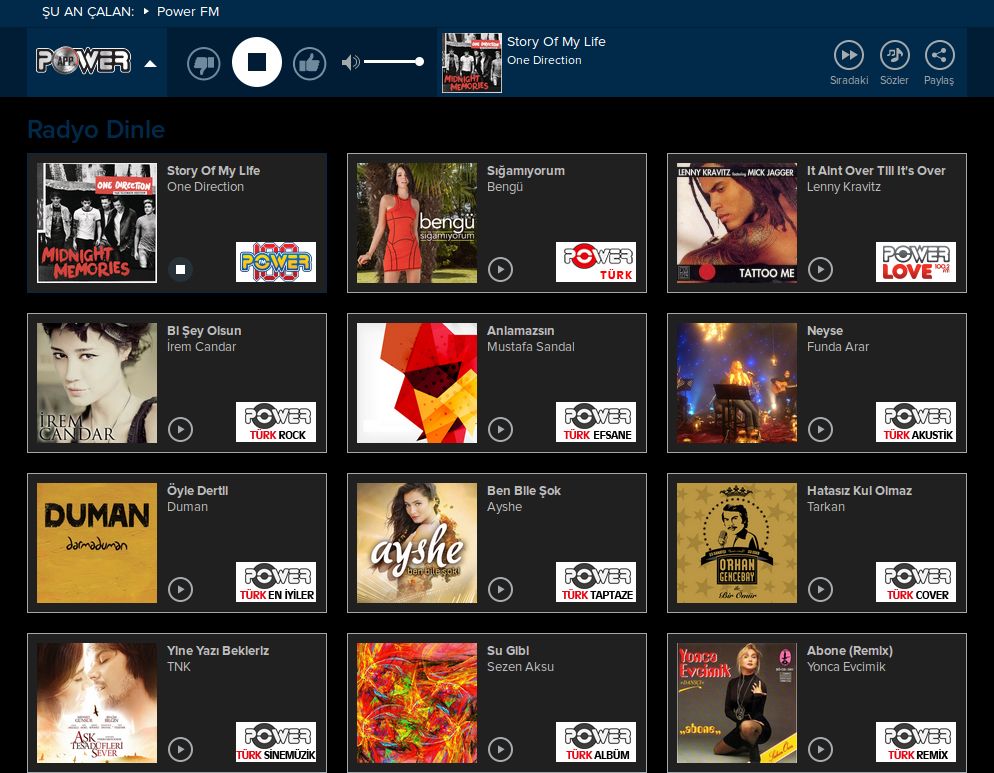 ŞU AN ÇALAN: Power FM
POWER APP
Story Of My Life
One Direction
MIDNIGHT MEMORIES
Sıradaki Sözler Paylaş
Radyo Dinle
Story Of My Life
One Direction
ONE DIRECTION
MIDNIGHT MEMORIES
POWER FM 100
Sığamıyorum
Bengü
bengü
sığamıyorum
POWER TÜRK
It Aint Over Till It's Over
Lenny Kravitz
LENNY KRAVITZ featuring MICK JAGGER
TATTOO ME
POWER LOVE
Bi Şey Olsun
İrem Candar
İREM CANDAR
POWER TÜRK ROCK
Anlamazsın
Mustafa Sandal
POWER TÜRK EFSANE
Neyse
Funda Arar
POWER TÜRK AKUSTİK
Öyle Dertli
Duman
DUMAN
darmaduman
POWER TÜRK EN İYİLER
Ben Bile Şok
Ayshe
ayshe
ben bile şok!
POWER TÜRK TAPTAZE
Hatasız Kul Olmaz
Tarkan
ORHAN GENCEBAY
ile
Bir Ömür
POWER TÜRK COVER
Yine Yazı Bekleriz
TNK
AŞK TESADÜFLERİ SEVER
POWER TÜRK SİNEMÜZİK
Su Gibi
Sezen Aksu
POWER TÜRK ALBÜM
Abone (Remix)
Yonca Evcimik
Yonca Evcimik
«DANSÇI»
„abone„
POWER TÜRK REMİX